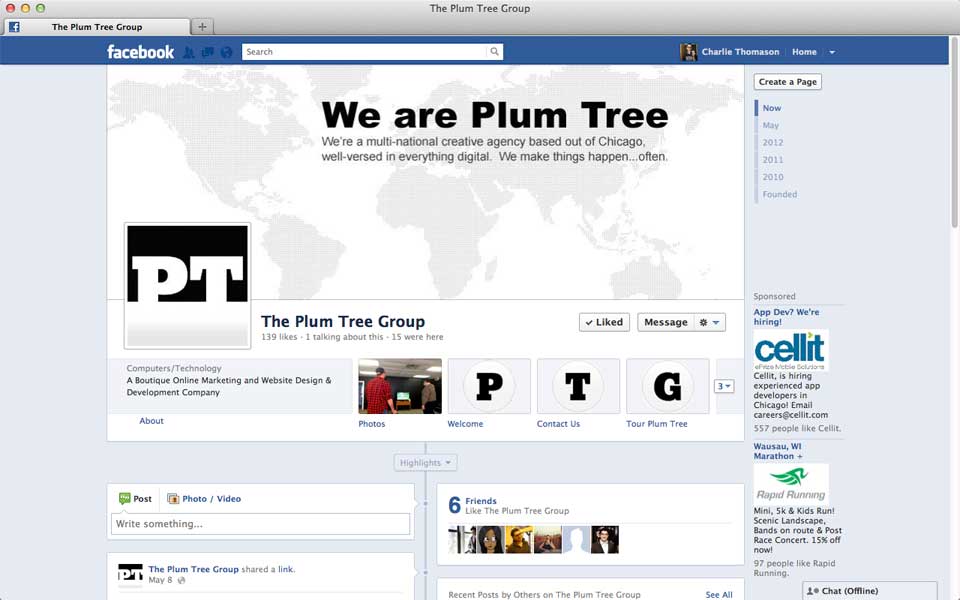 The Plum Tree Group
The Plum Tree Group
facebook
Search
Charlie Thomason Home
We are Plum Tree
We're a multi-national creative agency based out of Chicago,
well-versed in everything digital. We make things happen...often.
PT
The Plum Tree Group
139 likes · 1 talking about this · 15 were here
Liked
Message
Computers/Technology
A Boutique Online Marketing and Website Design &
Development Company
About
Photos
P
Welcome
T
Contact Us
G
Tour Plum Tree
3
Highlights
Post
Photo / Video
Write something...
PT
The Plum Tree Group shared a link.
May 8
6 Friends
Like The Plum Tree Group
Recent Posts by Others on The Plum Tree Group
See All
Create a Page
Now
May
2012
2011
2010
Founded
Sponsored
App Dev? We're
hiring!
cellit
ePrize Mobile Solutions
Cellit, is hiring
experienced app
developers in
Chicago! Email
careers@cellit.com
557 people like Cellit.
Wausau, WI
Marathon +
Rapid Running
Mini, 5k & Kids Run!
Scenic Landscape,
Bands on route & Post
Race Concert. 15% off
now!
97 people like Rapid
Running.
Chat (Offline)